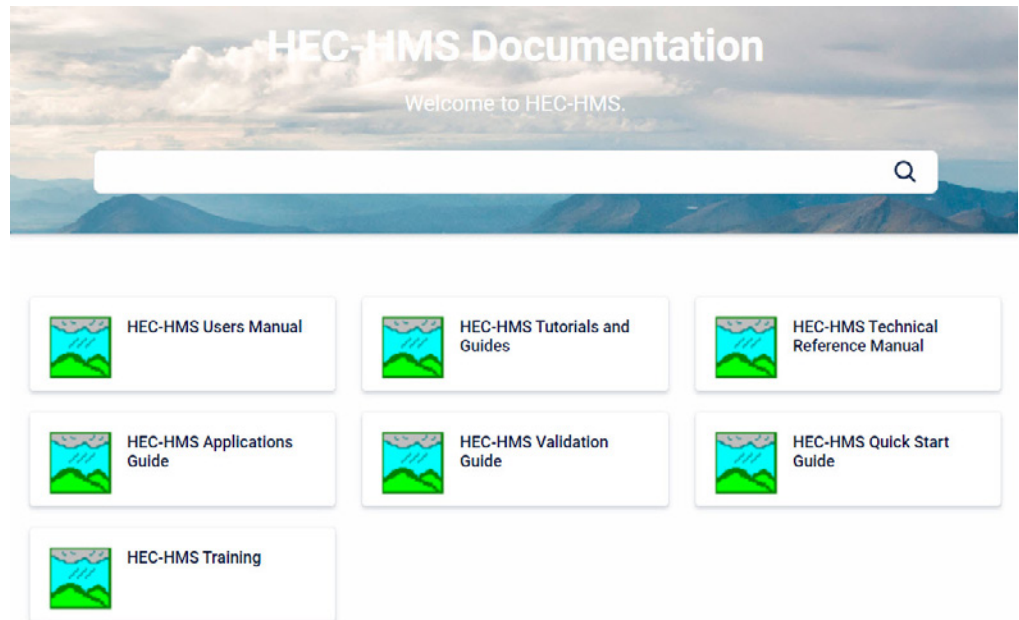 HEC-HMS Documentation
Welcome to HEC-HMS.
HEC-HMS Users Manual
HEC-HMS Tutorials and
Guides
HEC-HMS Technical
Reference Manual
HEC-HMS Applications
Guide
HEC-HMS Validation
Guide
HEC-HMS Quick Start
Guide
HEC-HMS Training